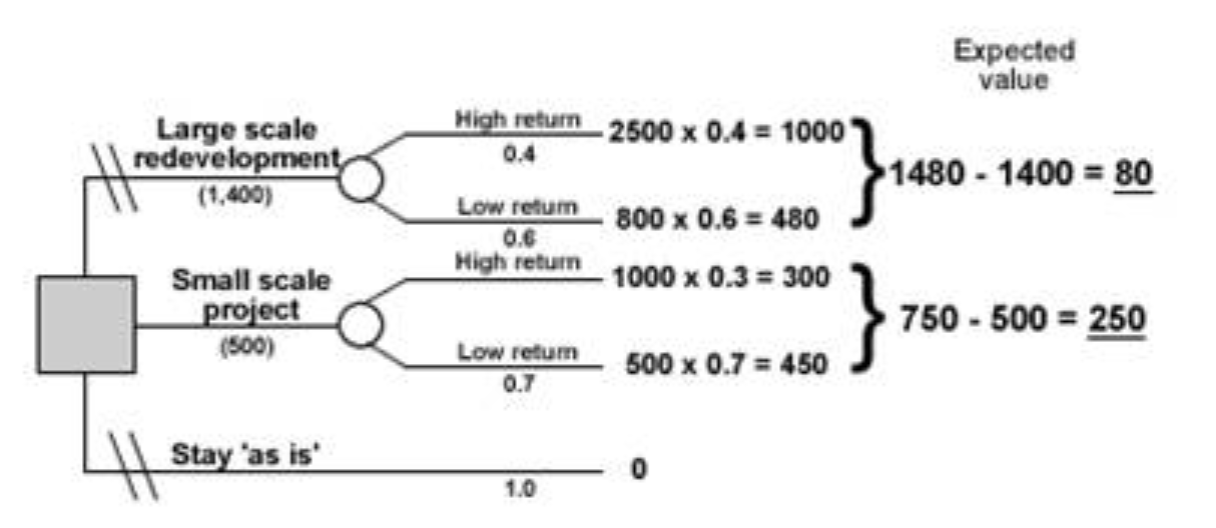 Expected
value
Large scale
redevelopment
(1,400)
High return
0.4
2500 x 0.4 = 1000
Low return
0.6
800 x 0.6 = 480
1480 - 1400 = 80
Small scale
project
(500)
High return
1000 x 0.3 = 300
Low return
0.7
500 x 0.7 = 450
750 - 500 = 250
Stay 'as is'
1.0
0